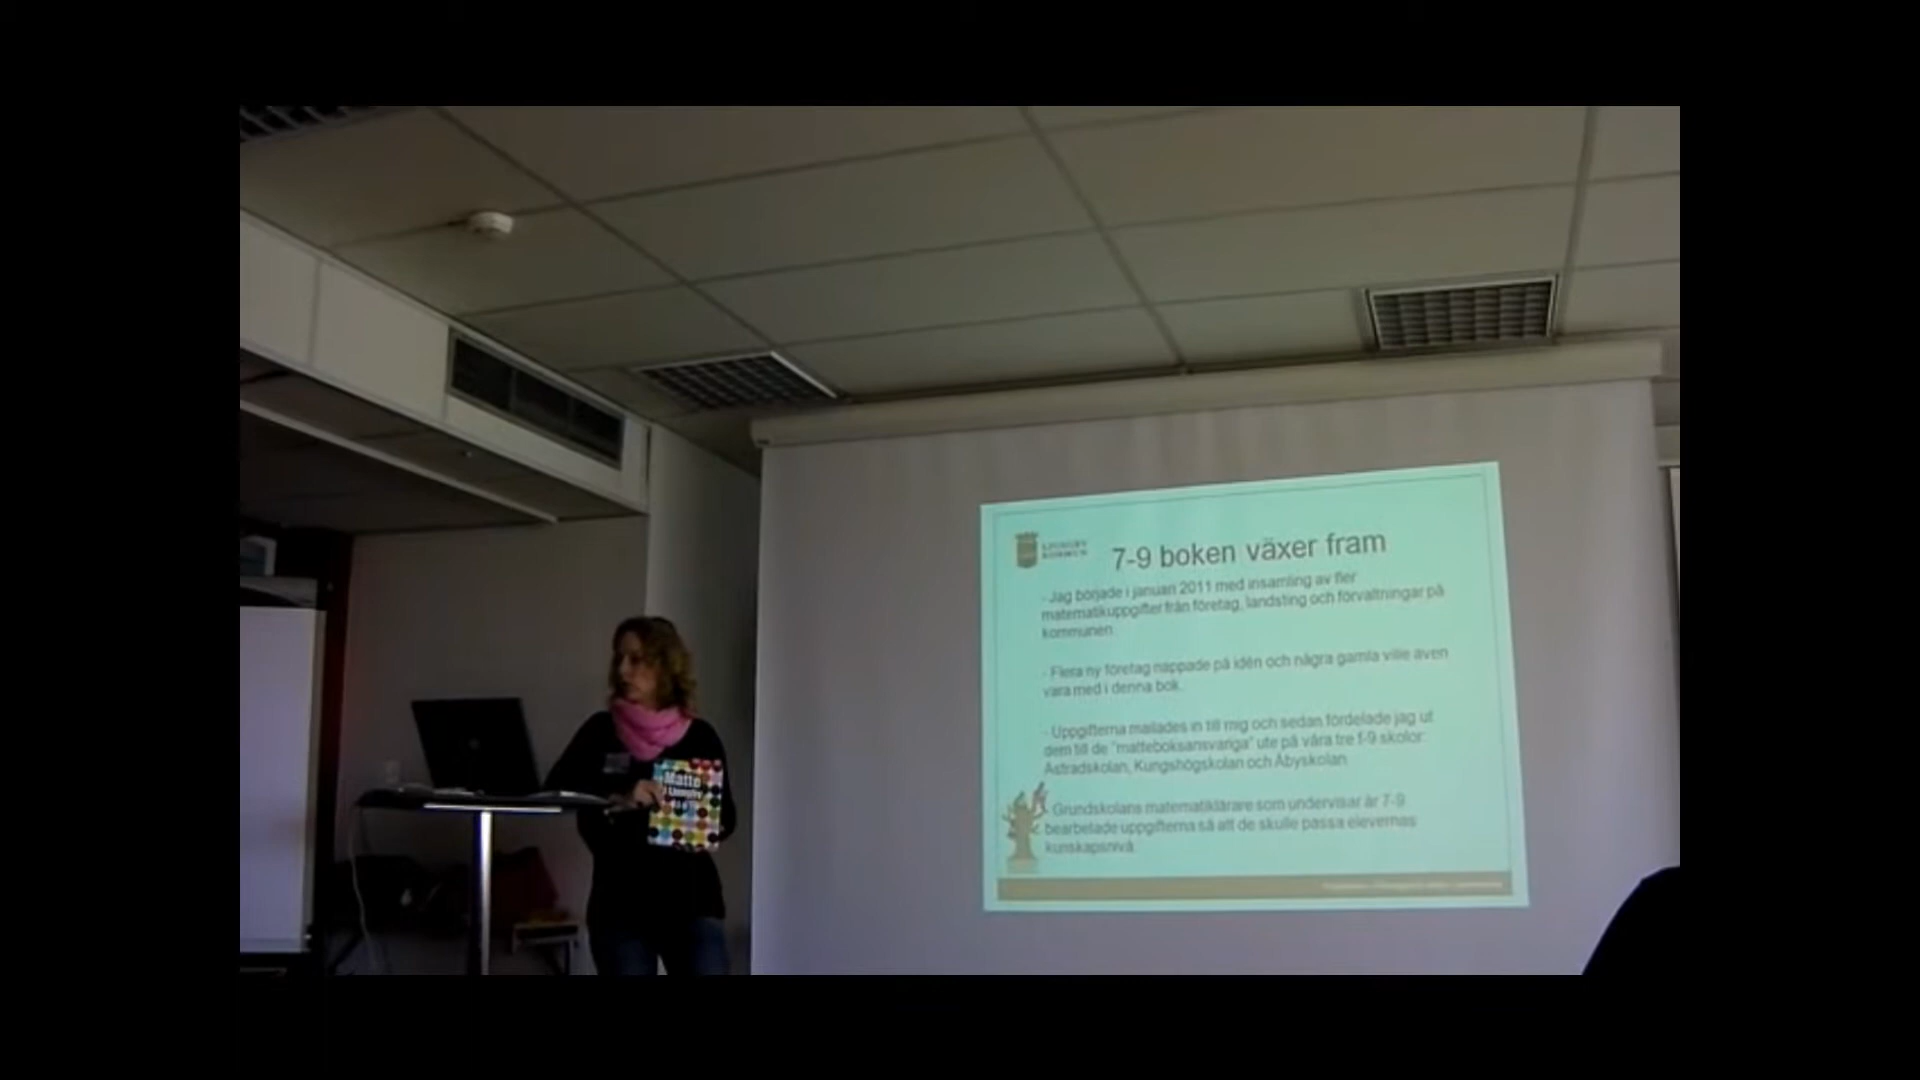 LJUNGBY
KOMMUN
7-9 boken växer fram
- Jag började i januari 2011 med insamling av fler
matematikuppgifter från företag, landsting och förvaltningar på
kommunen.
- Flera ny företag nappade på idén och några gamla ville även
vara med i denna bok.
- Uppgifterna mailades in till mig och sedan fördelade jag ut
dem till de "matteboksansvariga" ute på våra tre f-9 skolor:
Astradskolan, Kungshögskolan och Åbyskolan
- Grundskolans matematiklärare som undervisar år 7-9
bearbetade uppgifterna så att de skulle passa elevernas
kunskapsnivå.
Matte
i Ljungby